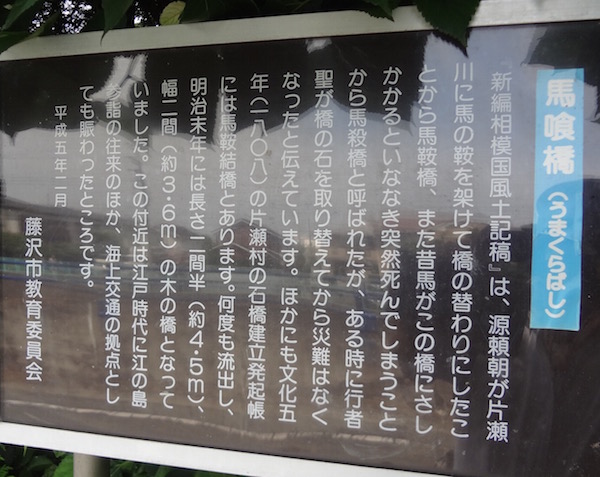 馬喰橋（うまくらばし）
『新編相模国風土記稿』は、源頼朝が片瀬
川に馬の鞍を架けて橋の替わりにしたこ
とから馬鞍橋、また昔馬がこの橋にさし
かかるといななき突然死んでしまうこと
から馬殺橋と呼ばれたが、ある時に行者
聖が橋の石を取り替えてから災難はなく
なったと伝えています。ほかにも文化五
年（一八〇八）の片瀬村の石橋建立発起帳
には馬鞍結橋とあります。何度も流出し、
明治末年には長さ二間半（約4・5m）、
幅二間（約3・6m）の木の橋となって
いました。この付近は江戸時代に江の島
参詣の往来のほか、海上交通の拠点とし
ても賑わったところです。
平成五年二月
藤沢市教育委員会